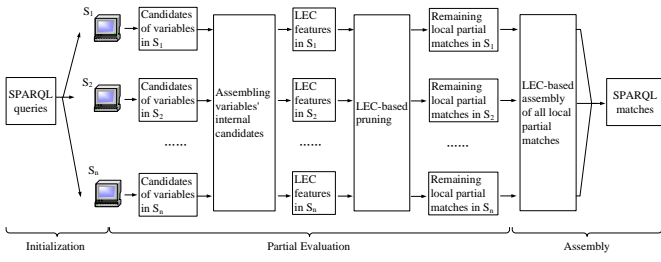 S1
Candidates
of variables
in S1
LEC
features
in S1
Remaining
local partial
matches in S1
SPARQL
queries
S2
Candidates
of variables
in S2
Assembling
variables'
internal
candidates
LEC
features
in S2
LEC-based
pruning
Remaining
local partial
matches in S2
LEC-based
assembly
of all local
partial
matches
SPARQL
matches
......
......
......
Sn
Candidates
of variables
in Sn
LEC
features
in Sn
Remaining
local partial
matches in Sn
Initialization
Partial Evaluation
Assembly